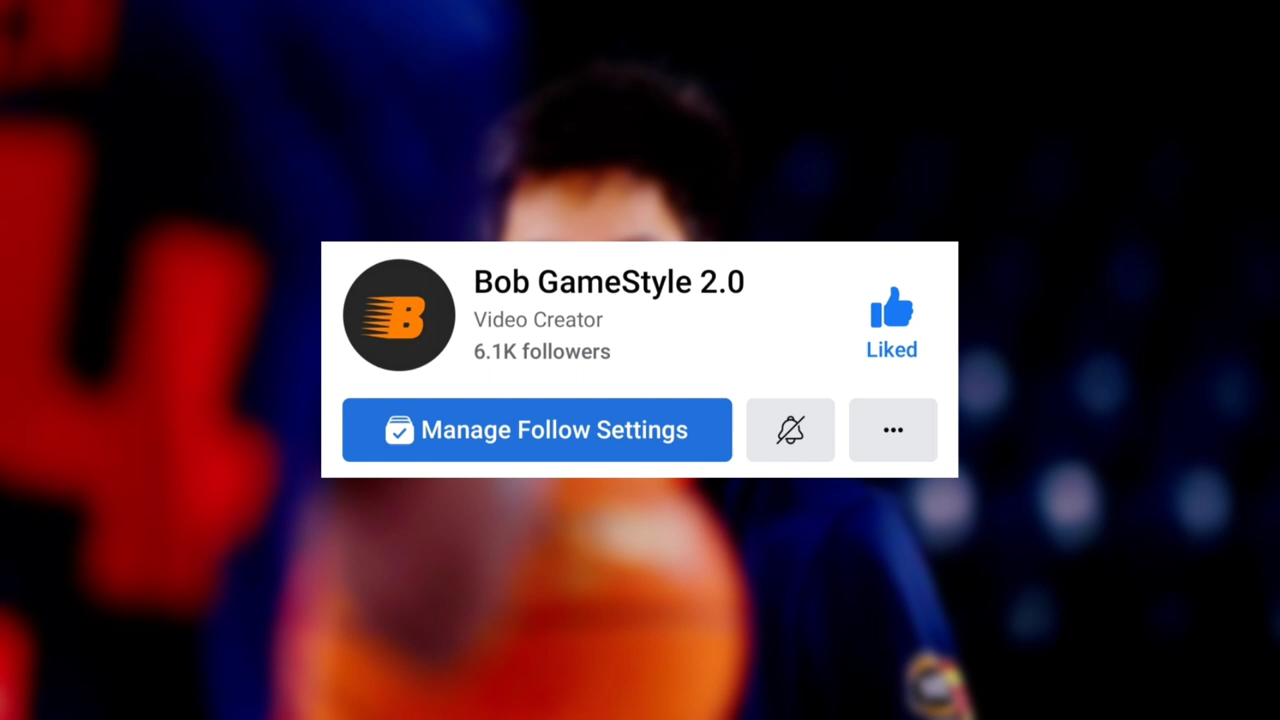 B
Bob GameStyle 2.0
Video Creator
6.1K followers
Liked
Manage Follow Settings